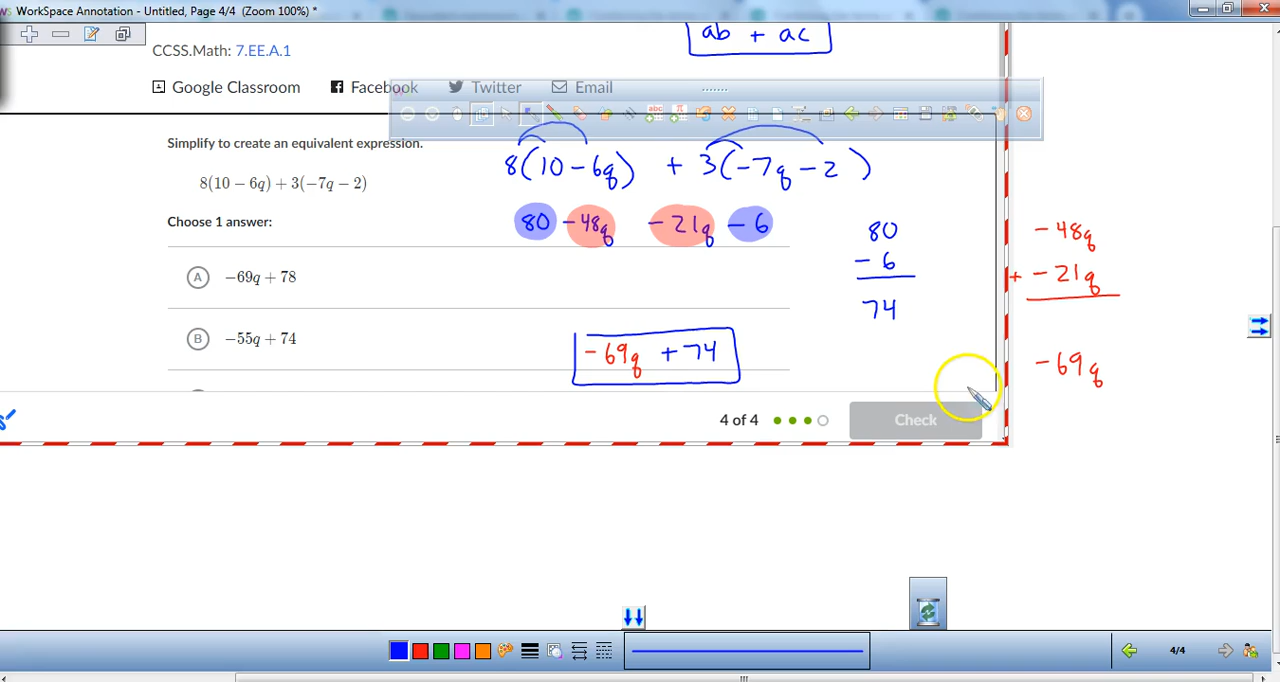 WorkSpace Annotation - Untitled, Page 4/4 (Zoom 100%) *
ab + ac
CCSS.Math: 7.EE.A.1
Google Classroom Facebook Twitter Email
Simplify to create an equivalent expression.
8(10 − 6q) + 3(−7q − 2)
8(10 − 6q) + 3(−7q − 2)
Choose 1 answer:
80 − 48q − 21q − 6
80
− 6
74
− 48q
+ − 21q
− 69q
A −69q + 78
B −55q + 74
− 69q + 74
4 of 4
Check
4/4